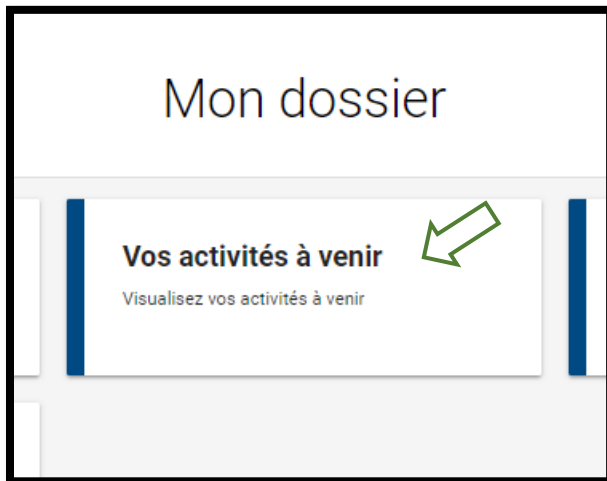 Mon dossier
Vos activités à venir
Visualisez vos activités à venir